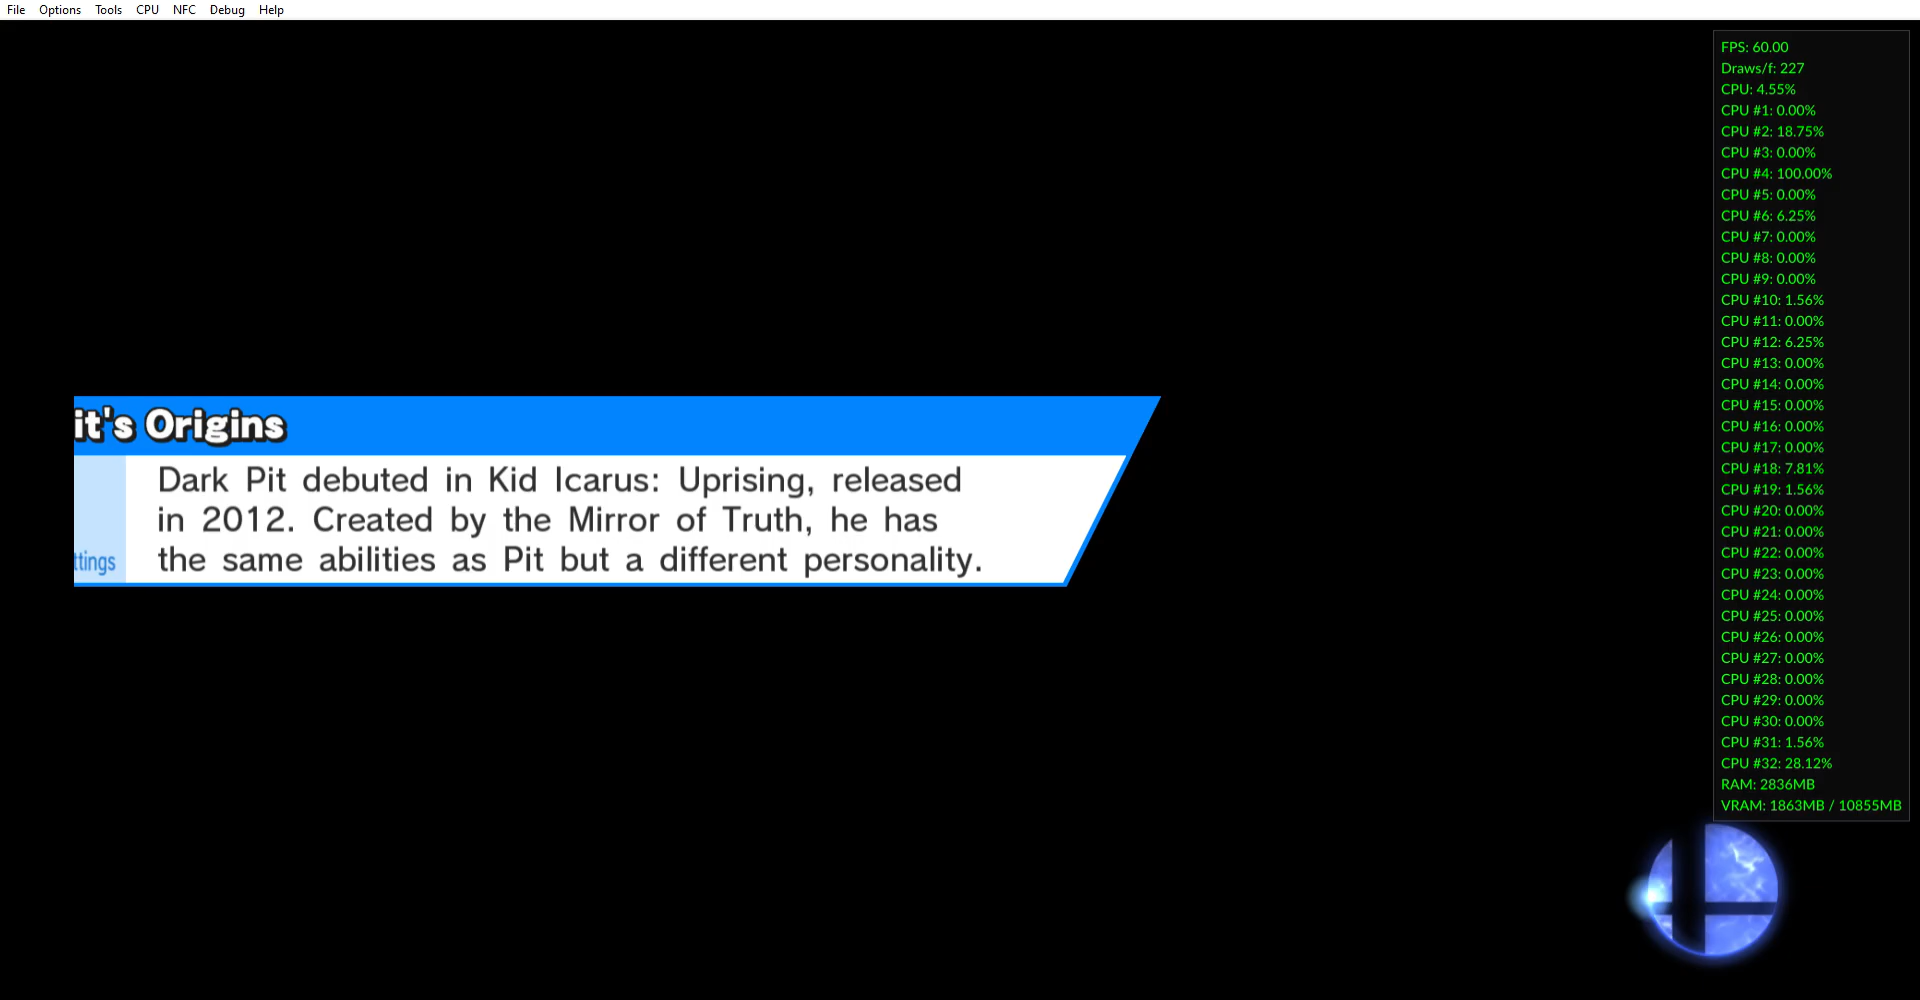 File Options Tools CPU NFC Debug Help
it's Origins
Dark Pit debuted in Kid Icarus: Uprising, released
in 2012. Created by the Mirror of Truth, he has
the same abilities as Pit but a different personality.
ttings
FPS: 60.00
Draws/f: 227
CPU: 4.55%
CPU #1: 0.00%
CPU #2: 18.75%
CPU #3: 0.00%
CPU #4: 100.00%
CPU #5: 0.00%
CPU #6: 6.25%
CPU #7: 0.00%
CPU #8: 0.00%
CPU #9: 0.00%
CPU #10: 1.56%
CPU #11: 0.00%
CPU #12: 6.25%
CPU #13: 0.00%
CPU #14: 0.00%
CPU #15: 0.00%
CPU #16: 0.00%
CPU #17: 0.00%
CPU #18: 7.81%
CPU #19: 1.56%
CPU #20: 0.00%
CPU #21: 0.00%
CPU #22: 0.00%
CPU #23: 0.00%
CPU #24: 0.00%
CPU #25: 0.00%
CPU #26: 0.00%
CPU #27: 0.00%
CPU #28: 0.00%
CPU #29: 0.00%
CPU #30: 0.00%
CPU #31: 1.56%
CPU #32: 28.12%
RAM: 2836MB
VRAM: 1863MB / 10855MB